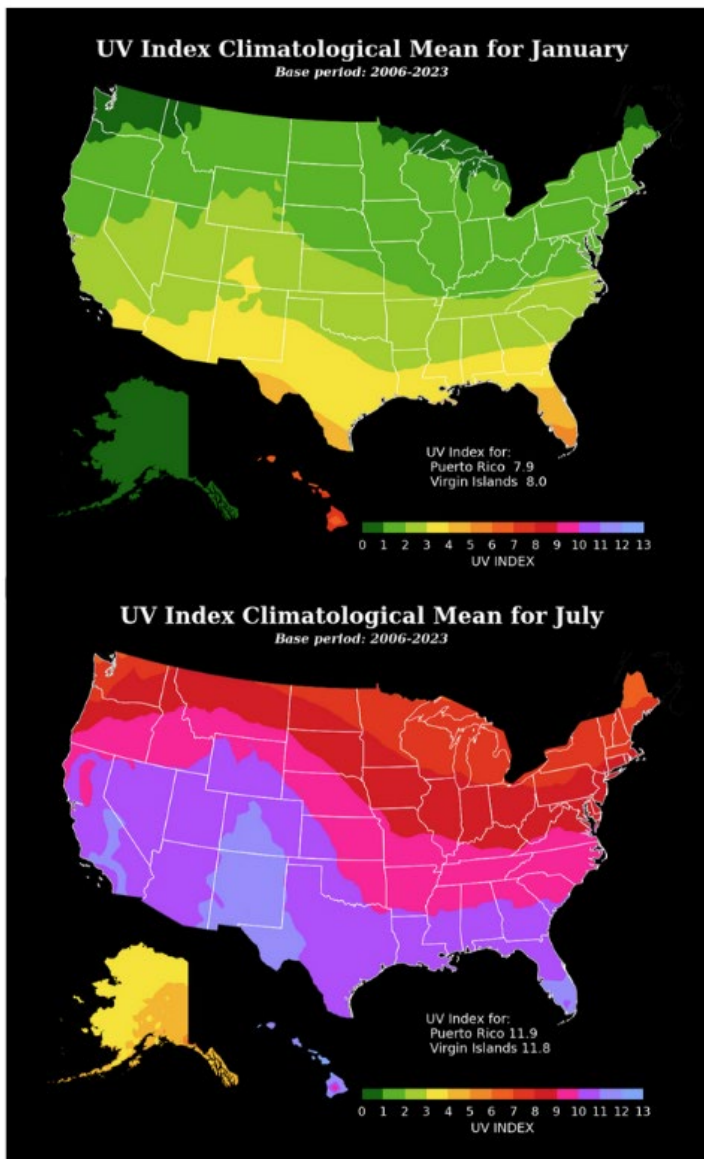 UV Index Climatological Mean for January
Base period: 2006-2023
UV Index for:
Puerto Rico 7.9
Virgin Islands 8.0
0 1 2 3 4 5 6 7 8 9 10 11 12 13
UV INDEX
UV Index Climatological Mean for July
Base period: 2006-2023
UV Index for:
Puerto Rico 11.9
Virgin Islands 11.8
0 1 2 3 4 5 6 7 8 9 10 11 12 13
UV INDEX